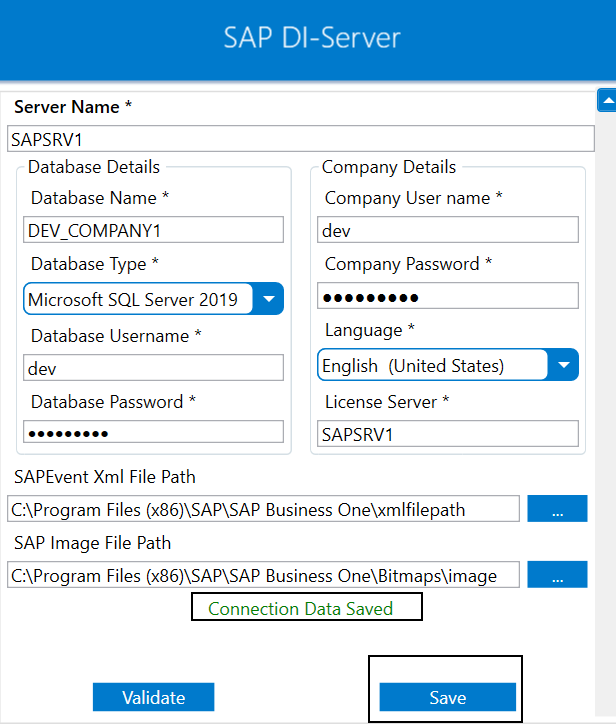 SAP DI-Server
Server Name *
SAPSRV1
Database Details
Database Name *
DEV_COMPANY1
Database Type *
Microsoft SQL Server 2019
Database Username *
dev
Database Password *
●●●●●●●●●
Company Details
Company User name *
dev
Company Password *
●●●●●●●●●
Language *
English (United States)
License Server *
SAPSRV1
SAPEvent Xml File Path
C:\Program Files (x86)\SAP\SAP Business One\xmlfilepath
...
SAP Image File Path
C:\Program Files (x86)\SAP\SAP Business One\Bitmaps\image
...
Connection Data Saved
Validate
Save